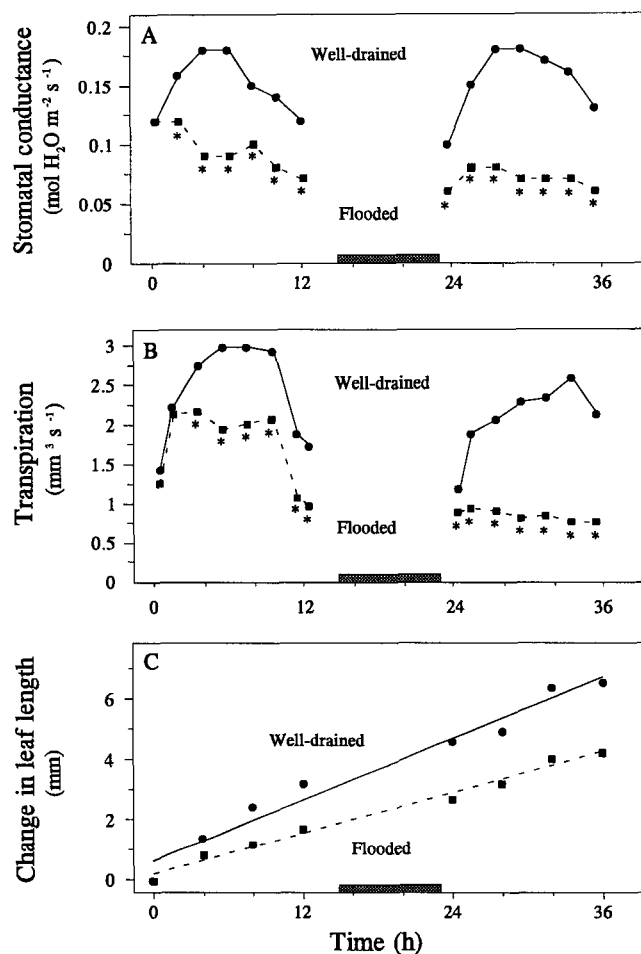 A
Stomatal conductance
(mol H₂O m⁻² s⁻¹)
0.2
0.15
0.1
0.05
0
Well-drained
Flooded
* * * * * *
* * * * * * *
0 12 24 36
B
Transpiration
(mm³ s⁻¹)
3
2.5
2
1.5
1
0.5
0
Well-drained
Flooded
* * * * * *
* * * * * * *
0 12 24 36
C
Change in leaf length
(mm)
6
4
2
0
Well-drained
Flooded
0 12 24 36
Time (h)